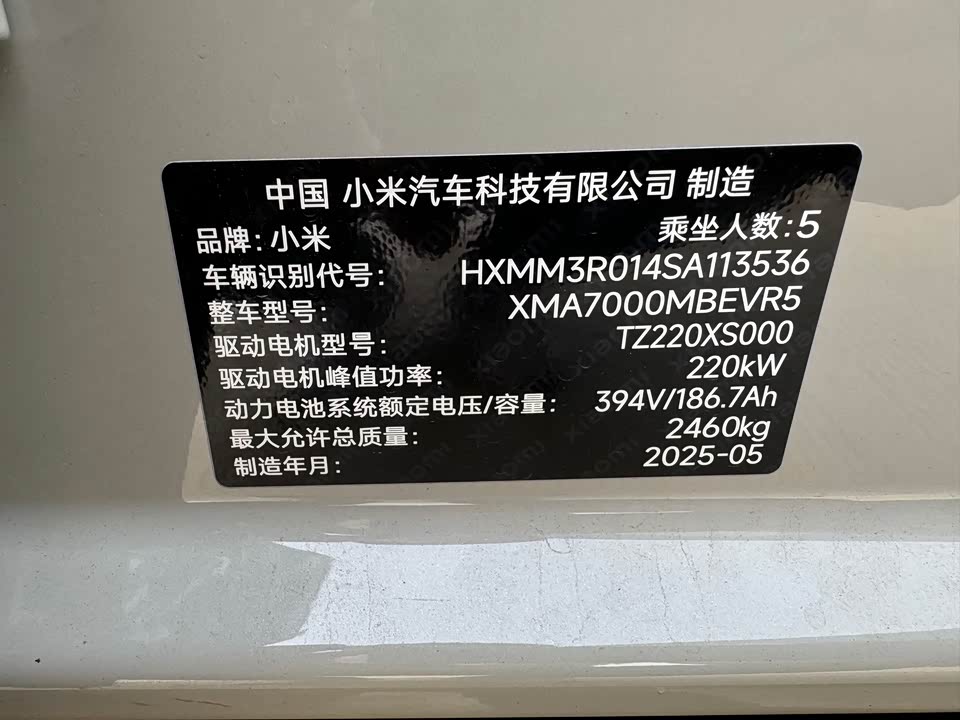 中国 小米汽车科技有限公司 制造
品牌: 小米 乘坐人数: 5
车辆识别代号: HXMM3R014SA113536
整车型号: XMA7000MBEVR5
驱动电机型号: TZ220XS000
驱动电机峰值功率: 220kW
动力电池系统额定电压/容量: 394V/186.7Ah
最大允许总质量: 2460kg
制造年月: 2025-05